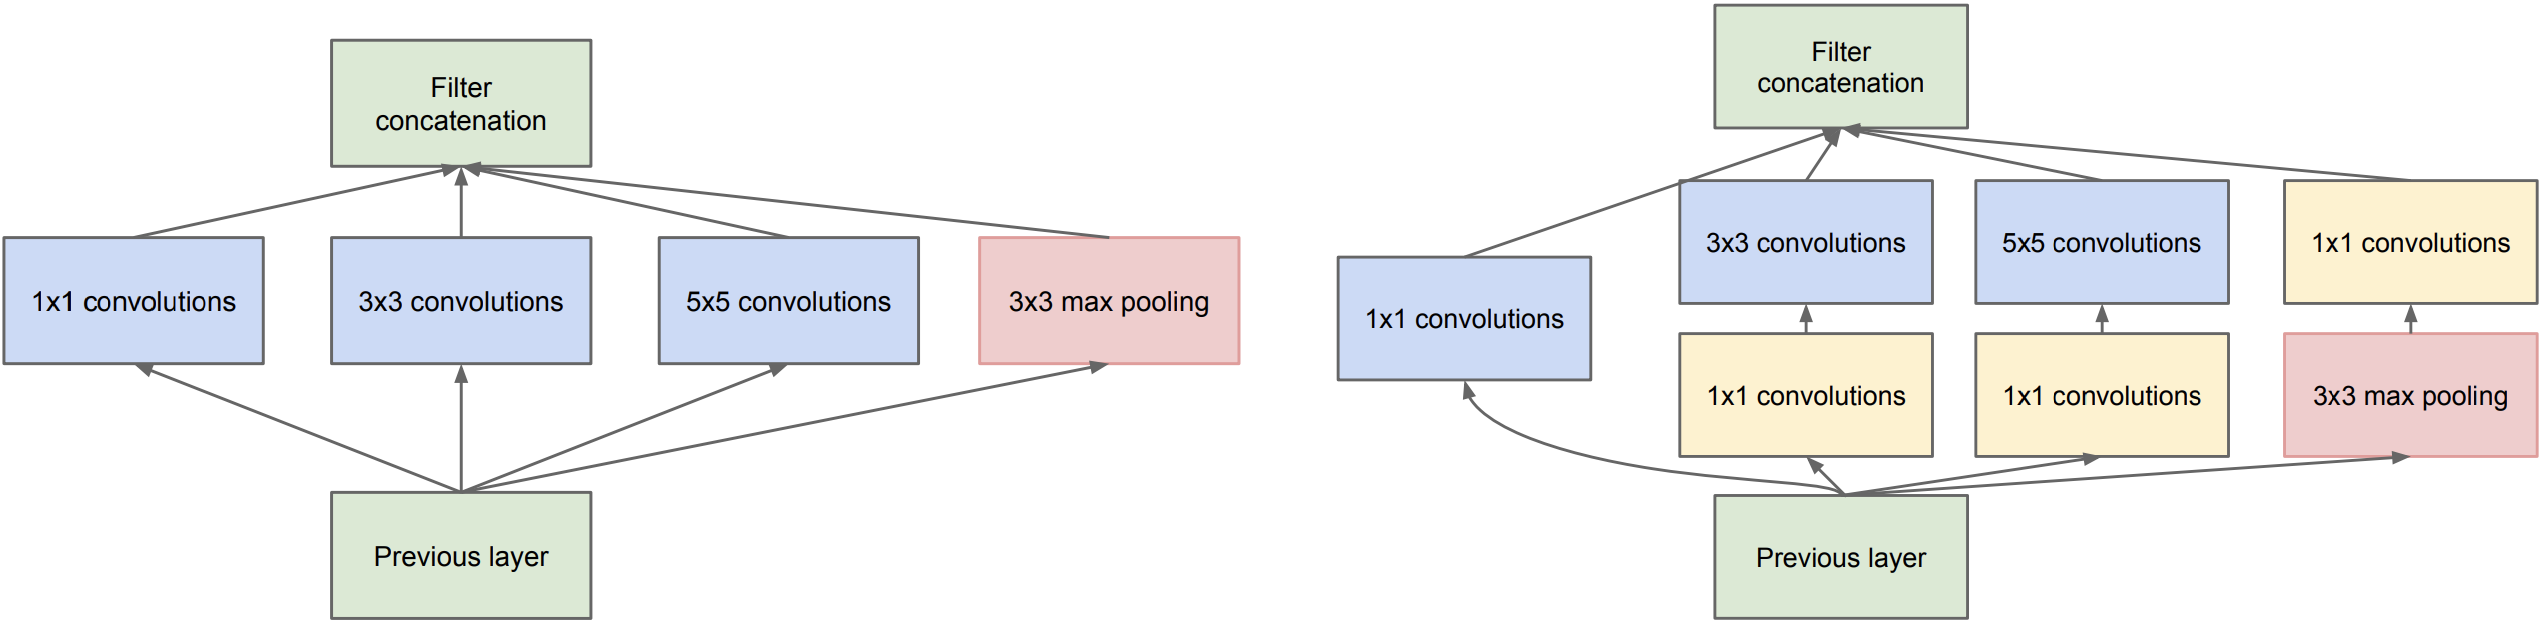 Filter
concatenation
1x1 convolutions
3x3 convolutions
5x5 convolutions
3x3 max pooling
Previous layer
Filter
concatenation
3x3 convolutions
5x5 convolutions
1x1 convolutions
1x1 convolutions
1x1 convolutions
1x1 convolutions
3x3 max pooling
Previous layer